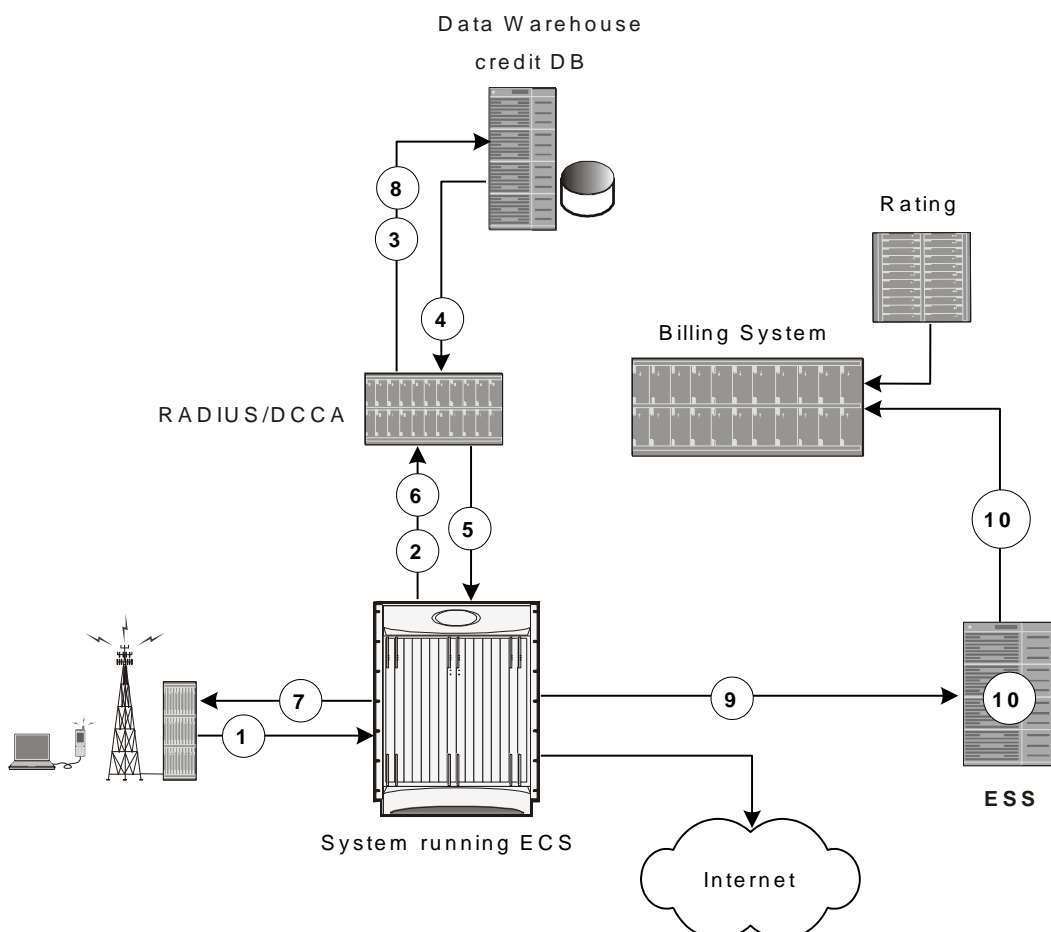 Data Warehouse
credit DB
8
3
Rating
4
Billing System
RADIUS/DCCA
6
5
10
2
7
9
10
1
ESS
System running ECS
Internet